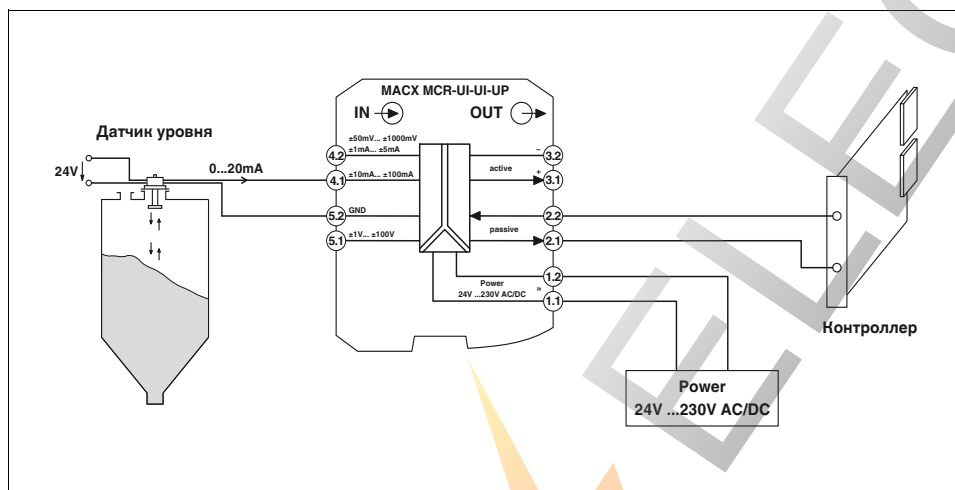 MACX MCR-UI-UI-UP
IN
OUT
Датчик уровня
24V
0...20mA
±50mV... ±1000mV
±1mA... ±5mA
4.2
4.1
±10mA... ±100mA
5.2
GND
5.1
±1V... ±100V
active
–
3.2
+
3.1
2.2
passive
2.1
1.2
Power
24V ...230V AC/DC
≅
1.1
Контроллер
Power
24V ...230V AC/DC
ELEC